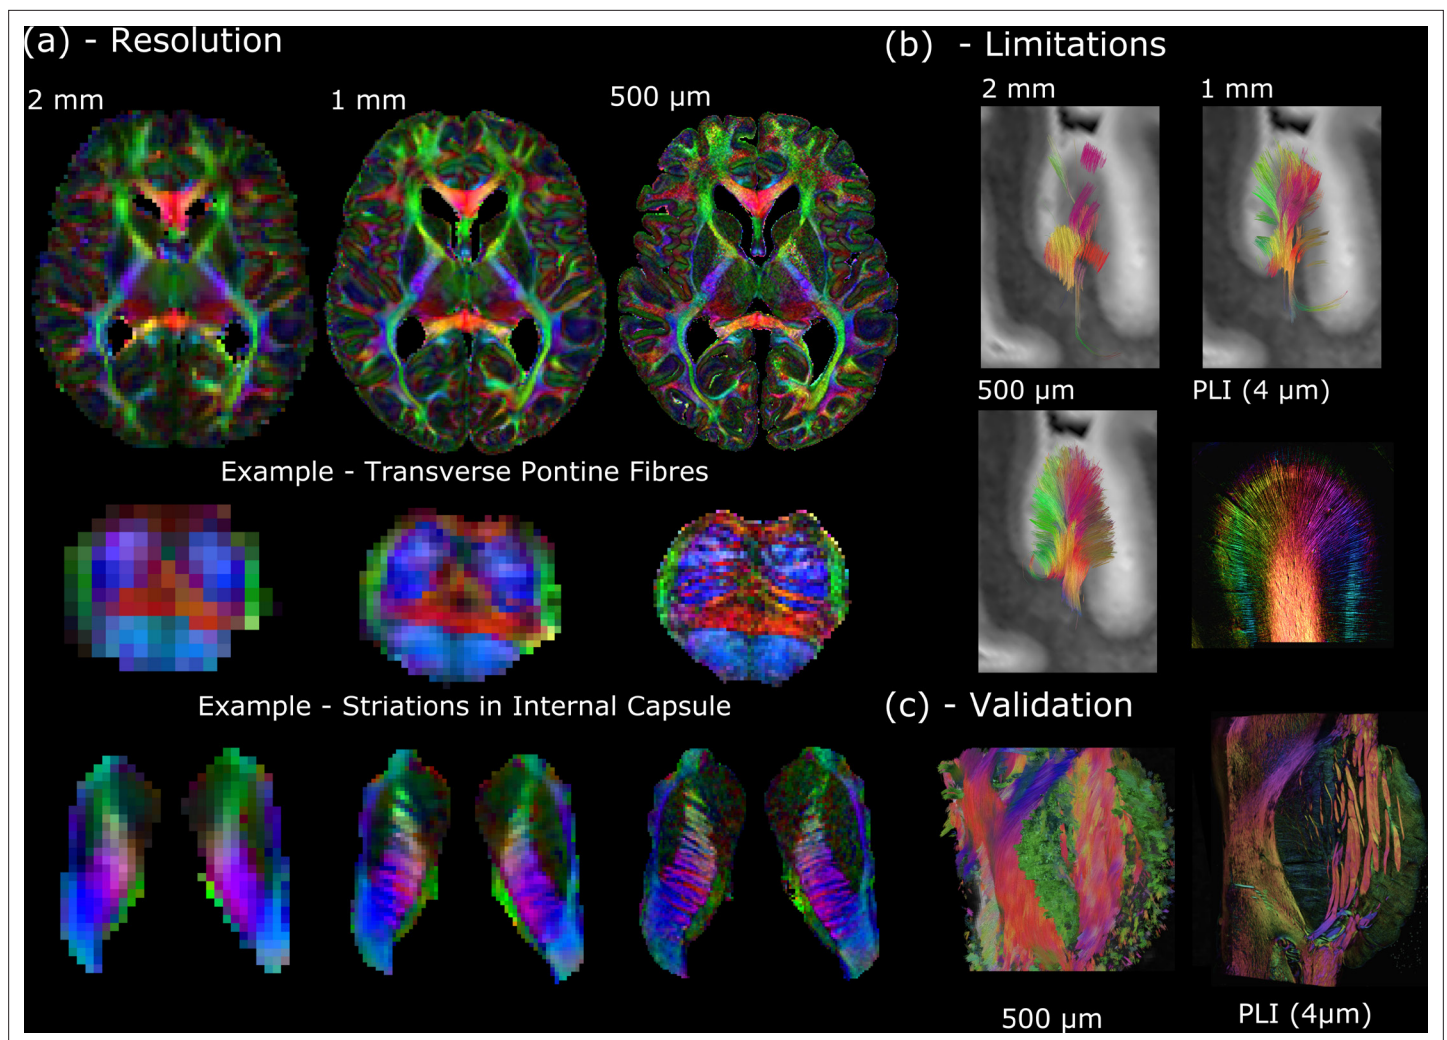 (a) - Resolution
2 mm
1 mm
500 µm
Example - Transverse Pontine Fibres
Example - Striations in Internal Capsule
(b) - Limitations
2 mm
1 mm
500 µm
PLI (4 µm)
(c) - Validation
500 µm
PLI (4µm)